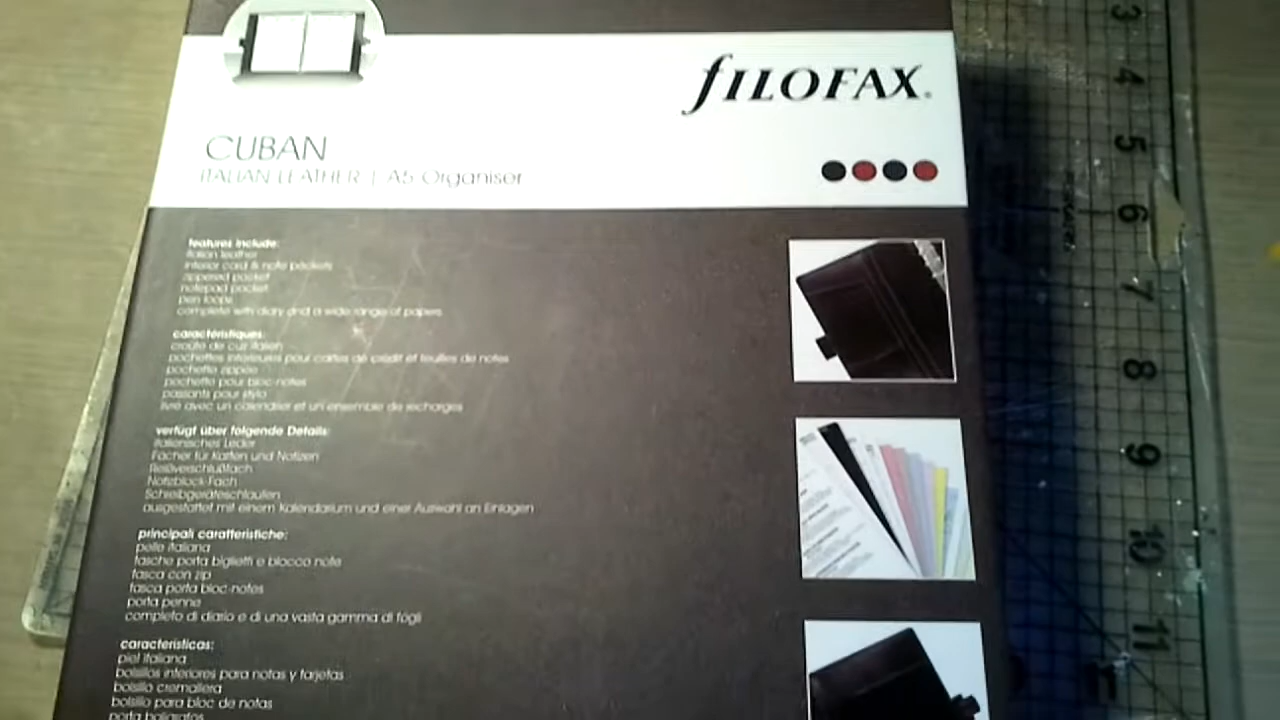 fILOFAX
CUBAN
ITALIAN LEATHER | A5 Organiser
features include:
italian leather
interior card & note pockets
zippered pocket
notepad pocket
pen loops
complete with diary and a wide range of papers
caractéristiques:
croûte de cuir italien
pochettes intérieures pour cartes de crédit et feuilles de notes
pochette zippée
pochette pour bloc-notes
passants pour stylo
livré avec un calendrier et un ensemble de recharges
verfügt über folgende Details:
italienisches Leder
Fächer für Karten und Notizen
Reißverschlußfach
Notizblock-Fach
Schreibgeräteschlaufen
ausgestattet mit einem Kalendarium und einer Auswahl an Einlagen
principali caratteristiche:
pelle italiana
tasche porta biglietti e blocco note
tasca con zip
tasca porta bloc-notes
porta penne
completo di diario e di una vasta gamma di fogli
características:
piel italiana
bolsillos interiores para notas y tarjetas
bolsillo cremallera
bolsillo para bloc de notas
porta bolígrafos
3
4
5
6
7
8
9
10
11